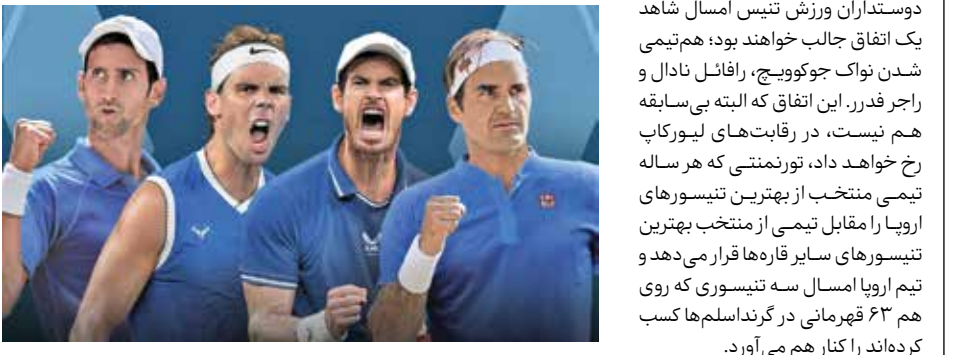 دوستداران ورزش تنیس امسال شاهد
یک اتفاق جالب خواهند بود؛ هم‌تیمی
شدن نواک جوکوویچ، رافائل نادال و
راجر فدرر. این اتفاق که البته بی‌سابقه
هم نیست، در رقابت‌های لیورکاپ
رخ خواهد داد، تورنمنتی که هر ساله
تیمی منتخب از بهترین تنیسورهای
اروپا را مقابل تیمی از منتخب بهترین
تنیسورهای سایر قاره‌ها قرار می‌دهد و
تیم اروپا امسال سه تنیسوری که روی
هم ۶۳ قهرمانی در گرنداسلم‌ها کسب
کرده‌اند را کنار هم می‌آورد.